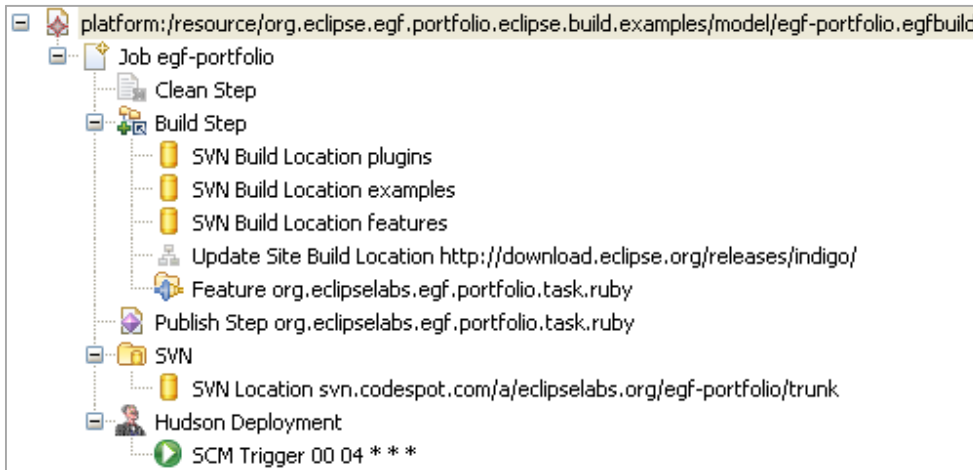 platform:/resource/org.eclipse.egf.portfolio.eclipse.build.examples/model/egf-portfolio.egfbuild
Job egf-portfolio
Clean Step
Build Step
SVN Build Location plugins
SVN Build Location examples
SVN Build Location features
Update Site Build Location http://download.eclipse.org/releases/indigo/
Feature org.eclipselabs.egf.portfolio.task.ruby
Publish Step org.eclipselabs.egf.portfolio.task.ruby
SVN
SVN Location svn.codespot.com/a/eclipselabs.org/egf-portfolio/trunk
Hudson Deployment
SCM Trigger 00 04 * * *